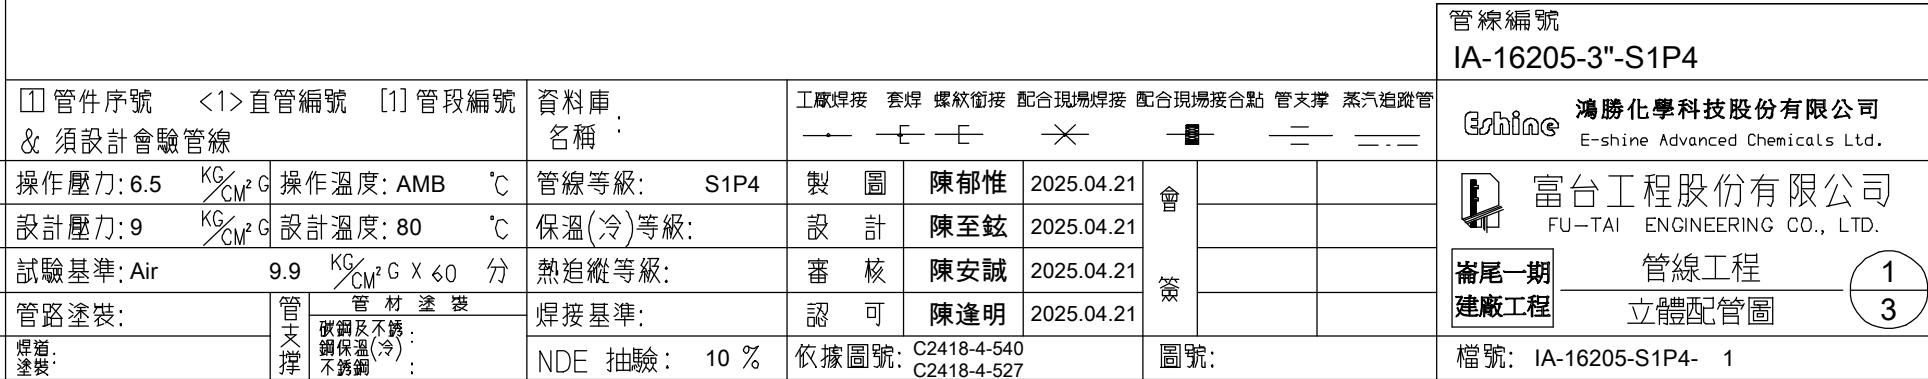 管線編號
IA-16205-3"-S1P4
1 管件序號 <1>直管編號 [1]管段編號
& 須設計會驗管線
資料庫名稱:
工廠焊接 套焊 螺紋銜接 配合現場焊接 配合現場接合點 管支撐 蒸汽追蹤管
Eshine 鴻勝化學科技股份有限公司
E-shine Advanced Chemicals Ltd.
操作壓力: 6.5 KG/CM² G 操作溫度: AMB °C 管線等級: S1P4 製圖 陳郁惟 2025.04.21 會簽
設計壓力: 9 KG/CM² G 設計溫度: 80 °C 保溫(冷)等級: 設計 陳至鉉 2025.04.21
富台工程股份有限公司
FU-TAI ENGINEERING CO., LTD.
試驗基準: Air 9.9 KG/CM² G X 60 分 熱追縱等級: 審核 陳安誠 2025.04.21
管路塗裝: 管支撐 管材塗裝 焊接基準: 認可 陳逢明 2025.04.21
崙尾一期
建廠工程
管線工程
立體配管圖
1
3
焊道塗裝:
碳鋼及不銹鋼保溫(冷):
不銹鋼:
NDE 抽驗: 10 %
依據圖號: C2418-4-540
C2418-4-527
圖號:
檔號: IA-16205-S1P4- 1